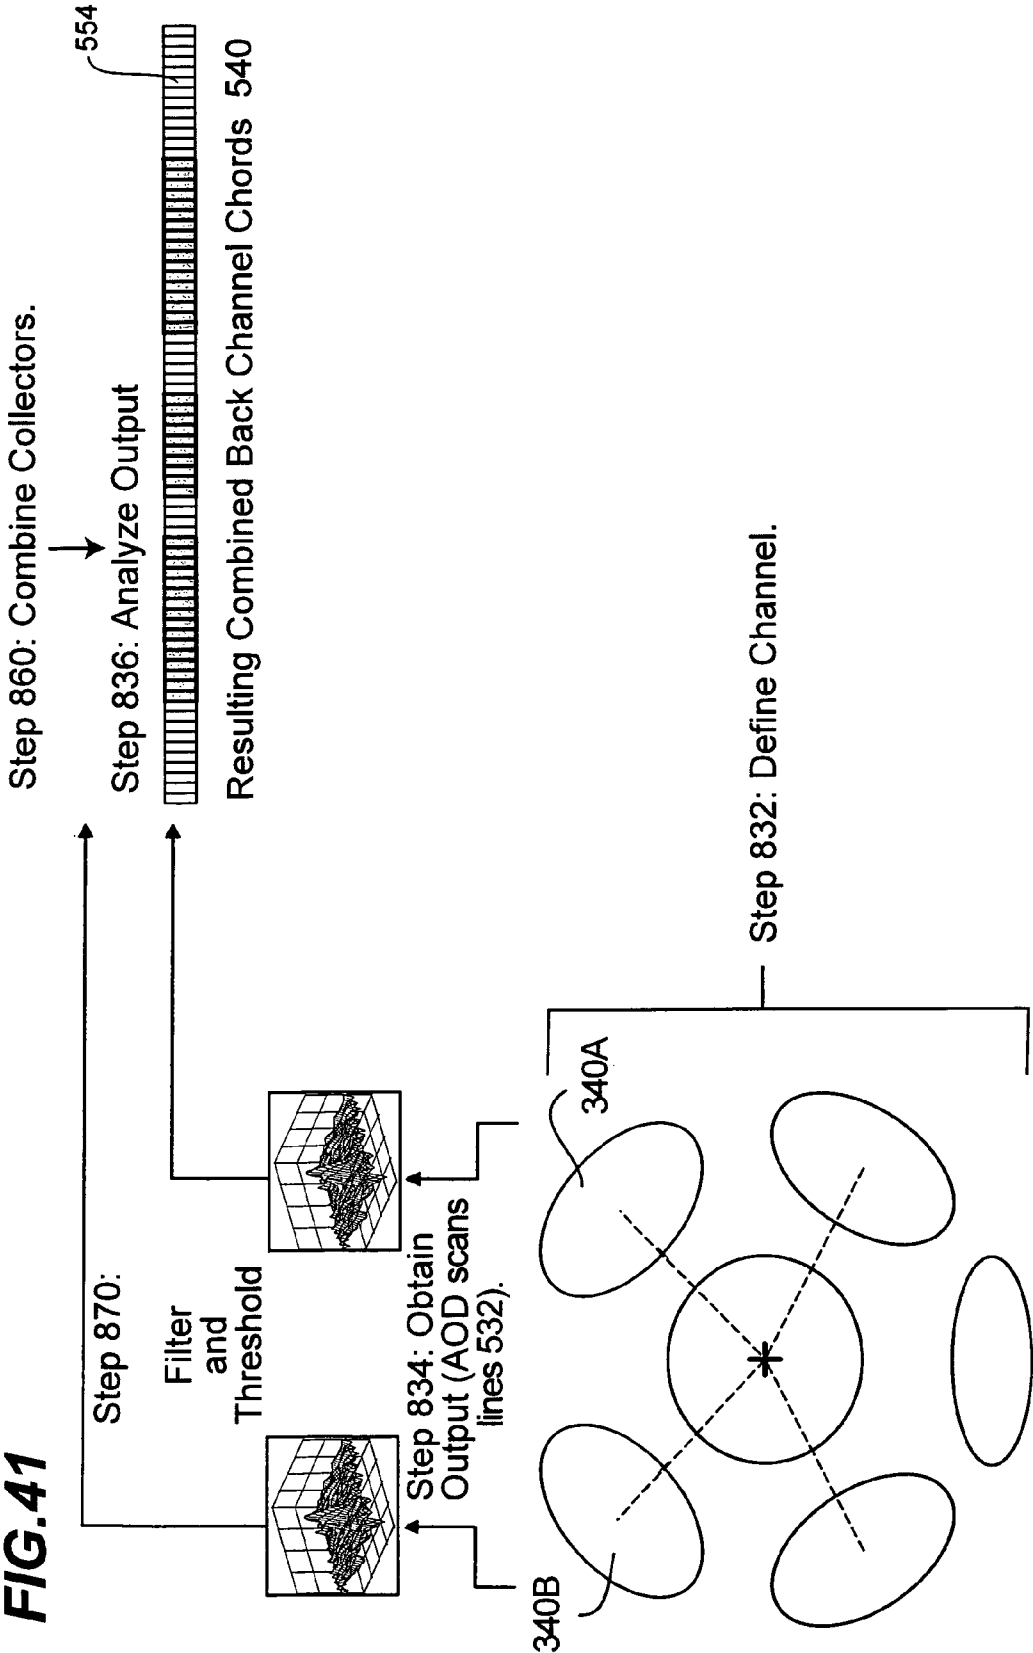 FIG.41
Step 860: Combine Collectors.
Step 870:
Step 836: Analyze Output
554
Filter
and
Threshold
Resulting Combined Back Channel Chords 540
Step 834: Obtain
Output (AOD scans
lines 532).
340B
340A
Step 832: Define Channel.